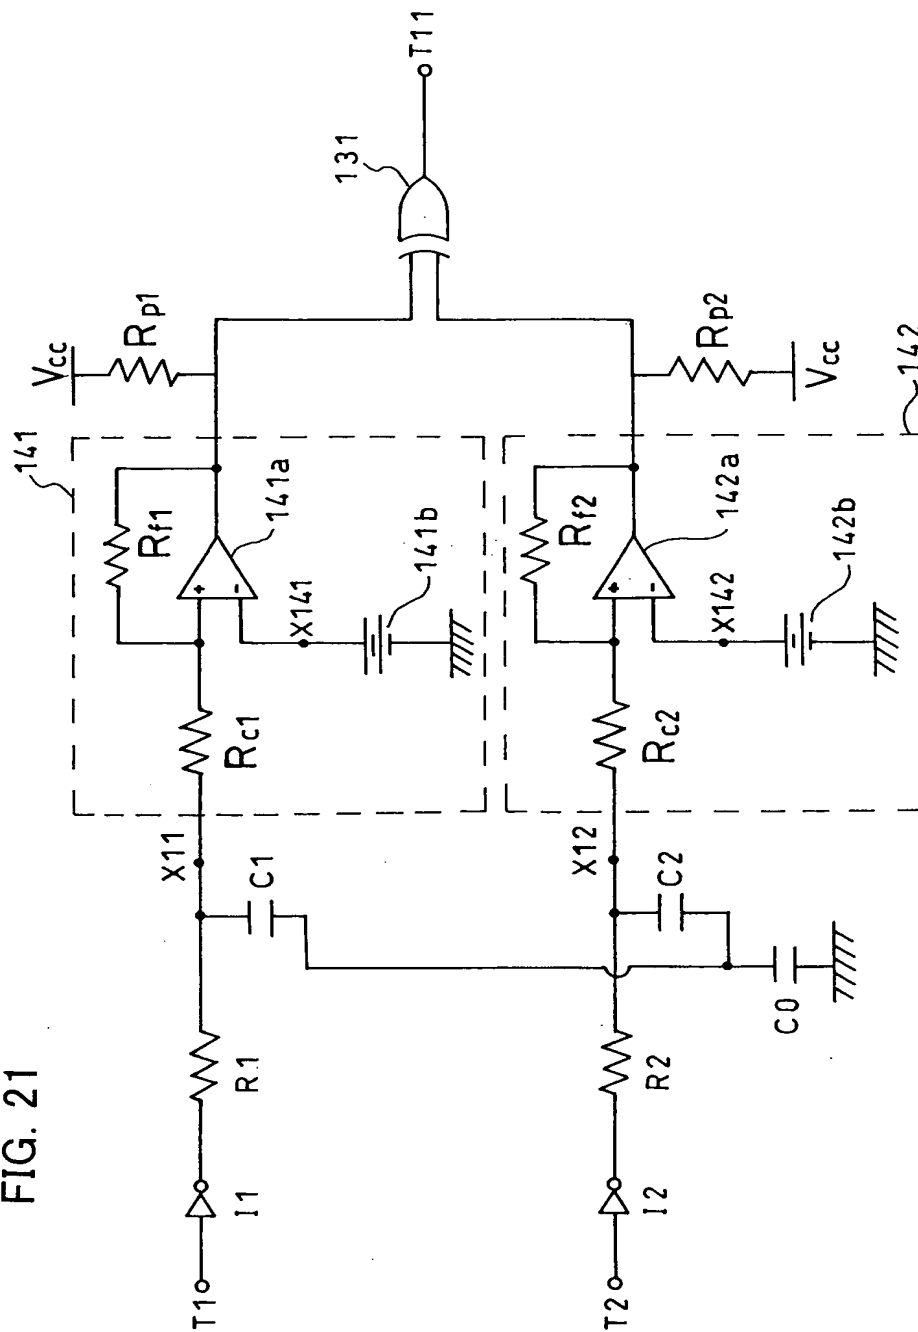 FIG. 21
T1
I1
R1
X11
C1
141
Rc1
Rf1
141a
X141
141b
Vcc
Rp1
131
T11
T2
I2
R2
X12
C2
C0
Rc2
Rf2
142a
X142
142b
142
Rp2
Vcc